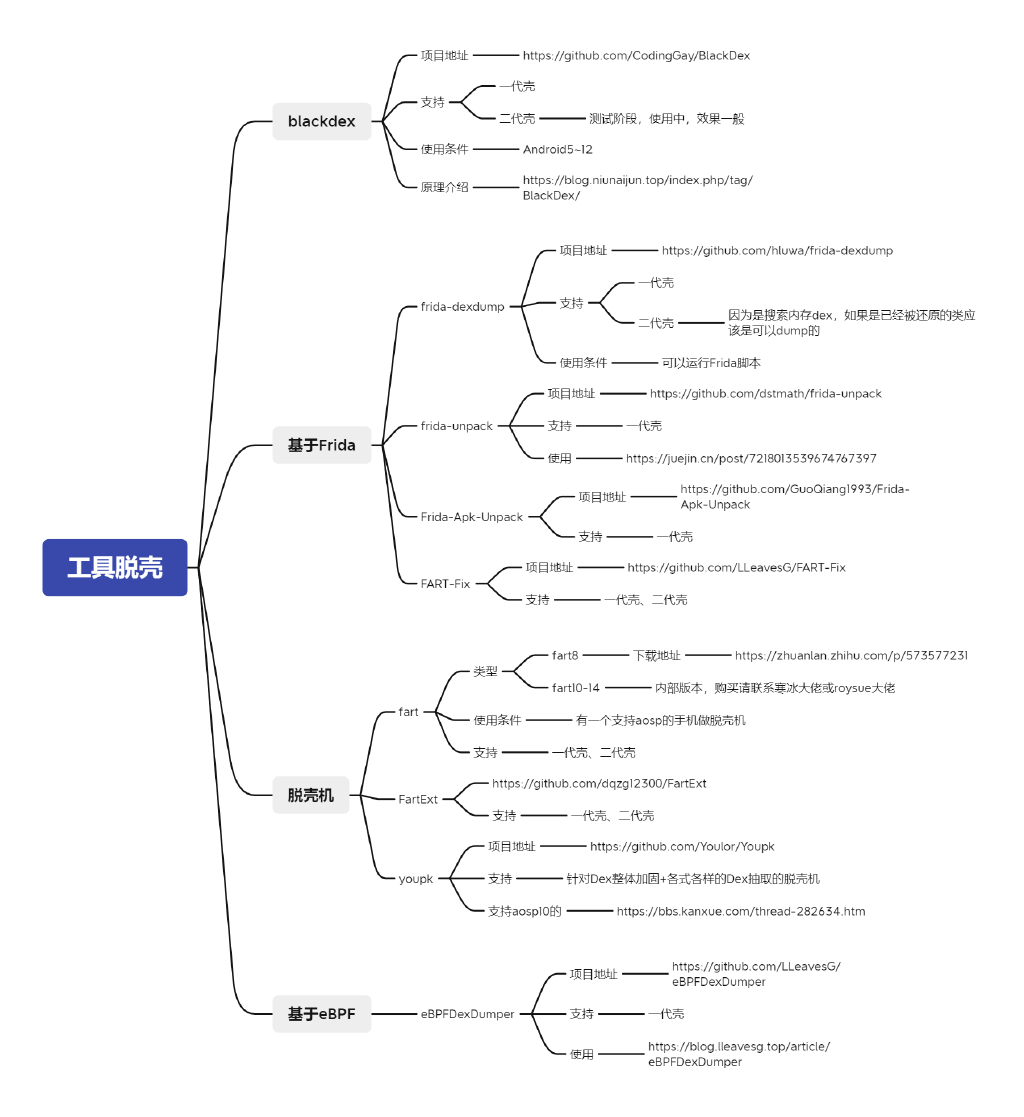 工具脱壳
blackdex
项目地址
https://github.com/CodingGay/BlackDex
支持
一代壳
二代壳
测试阶段，使用中，效果一般
使用条件
Android5~12
原理介绍
https://blog.niunaijun.top/index.php/tag/
BlackDex/
基于Frida
frida-dexdump
项目地址
https://github.com/hluwa/frida-dexdump
支持
一代壳
二代壳
因为是搜索内存dex，如果是已经被还原的类应
该是可以dump的
使用条件
可以运行Frida脚本
frida-unpack
项目地址
https://github.com/dstmath/frida-unpack
支持
一代壳
使用
https://juejin.cn/post/7218013539674767397
Frida-Apk-Unpack
项目地址
https://github.com/GuoQiang1993/Frida-
Apk-Unpack
支持
一代壳
FART-Fix
项目地址
https://github.com/LLeavesG/FART-Fix
支持
一代壳、二代壳
脱壳机
fart
类型
fart8
下载地址
https://zhuanlan.zhihu.com/p/573577231
fart10-14
内部版本，购买请联系寒冰大佬或roysue大佬
使用条件
有一个支持aosp的手机做脱壳机
支持
一代壳、二代壳
FartExt
https://github.com/dqzg12300/FartExt
支持
一代壳、二代壳
youpk
项目地址
https://github.com/Youlor/Youpk
支持
针对Dex整体加固+各式各样的Dex抽取的脱壳机
支持aosp10的
https://bbs.kanxue.com/thread-282634.htm
基于eBPF
eBPFDexDumper
项目地址
https://github.com/LLeavesG/
eBPFDexDumper
支持
一代壳
使用
https://blog.lleavesg.top/article/
eBPFDexDumper